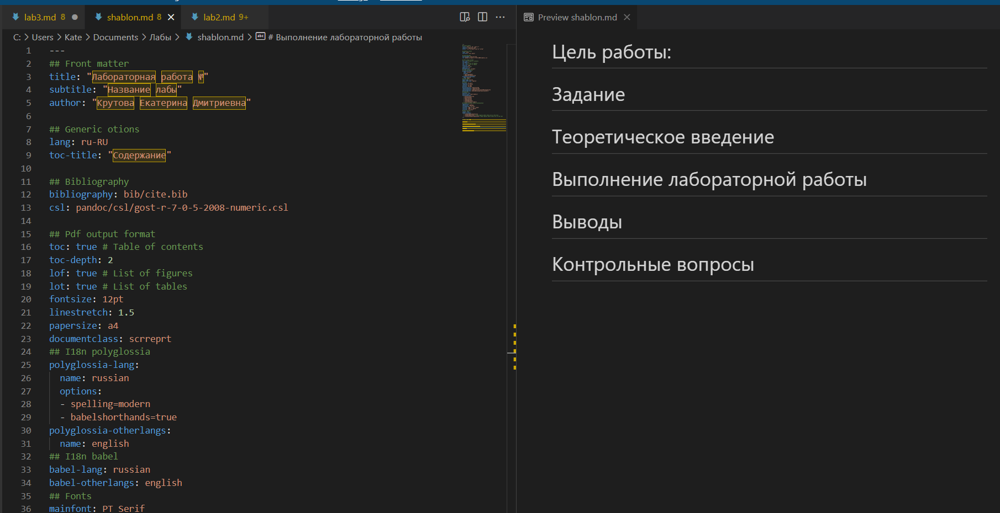 lab3.md 8
shablon.md 8
lab2.md 9+
Preview shablon.md
C: > Users > Kate > Documents > Лабы > shablon.md > # Выполнение лабораторной работы
1 ---
2 ## Front matter
3 title: "Лабораторная работа №"
4 subtitle: "Название лабы"
5 author: "Крутова Екатерина Дмитриевна"
6
7 ## Generic otions
8 lang: ru-RU
9 toc-title: "Содержание"
10
11 ## Bibliography
12 bibliography: bib/cite.bib
13 csl: pandoc/csl/gost-r-7-0-5-2008-numeric.csl
14
15 ## Pdf output format
16 toc: true # Table of contents
17 toc-depth: 2
18 lof: true # List of figures
19 lot: true # List of tables
20 fontsize: 12pt
21 linestretch: 1.5
22 papersize: a4
23 documentclass: scrreprt
24 ## I18n polyglossia
25 polyglossia-lang:
26 name: russian
27 options:
28 - spelling=modern
29 - babelshorthands=true
30 polyglossia-otherlangs:
31 name: english
32 ## I18n babel
33 babel-lang: russian
34 babel-otherlangs: english
35 ## Fonts
36 mainfont: PT Serif
Цель работы:
Задание
Теоретическое введение
Выполнение лабораторной работы
Выводы
Контрольные вопросы